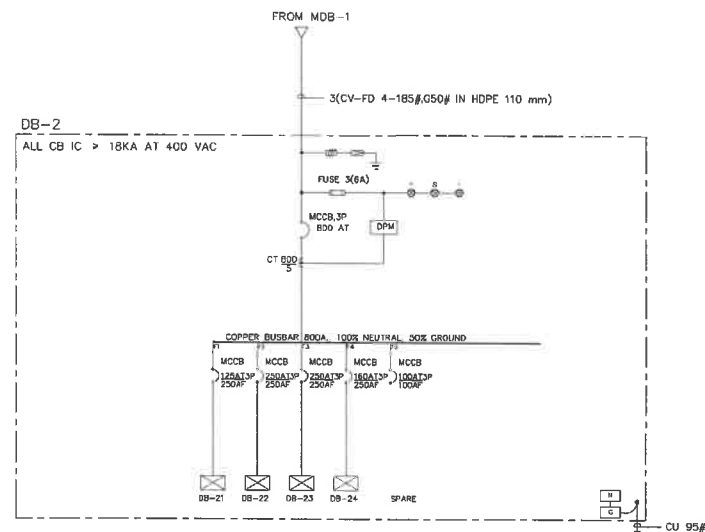 FROM MDB-1
3(CV-FD 4-185#,G50# IN HDPE 110 mm)
DB-2
ALL CB IC > 18KA AT 400 VAC
FUSE 3(6A)
S
MCCB,3P
800 AT
DPM
CT 800
5
COPPER BUSBAR 800A, 100% NEUTRAL, 50% GROUND
MCCB MCCB MCCB MCCB MCCB
125AT3P 250AT3P 250AT3P 160AT3P 100AT3P
250AF 250AF 250AF 250AF 100AF
DB-21 DB-22 DB-23 DB-24 SPARE
N
G
CU 95#